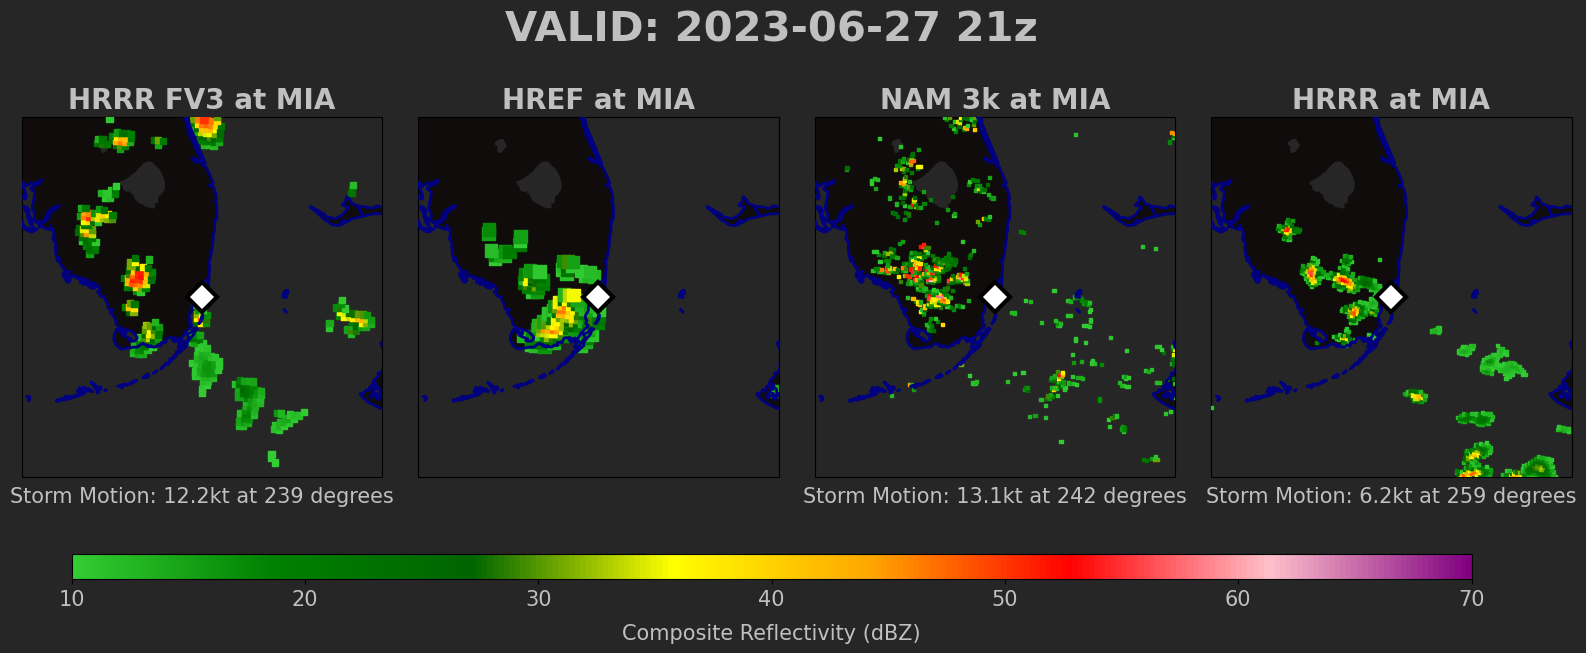 VALID: 2023-06-27 21z
HRRR FV3 at MIA
HREF at MIA
NAM 3k at MIA
HRRR at MIA
Storm Motion: 12.2kt at 239 degrees
Storm Motion: 13.1kt at 242 degrees
Storm Motion: 6.2kt at 259 degrees
10 20 30 40 50 60 70
Composite Reflectivity (dBZ)